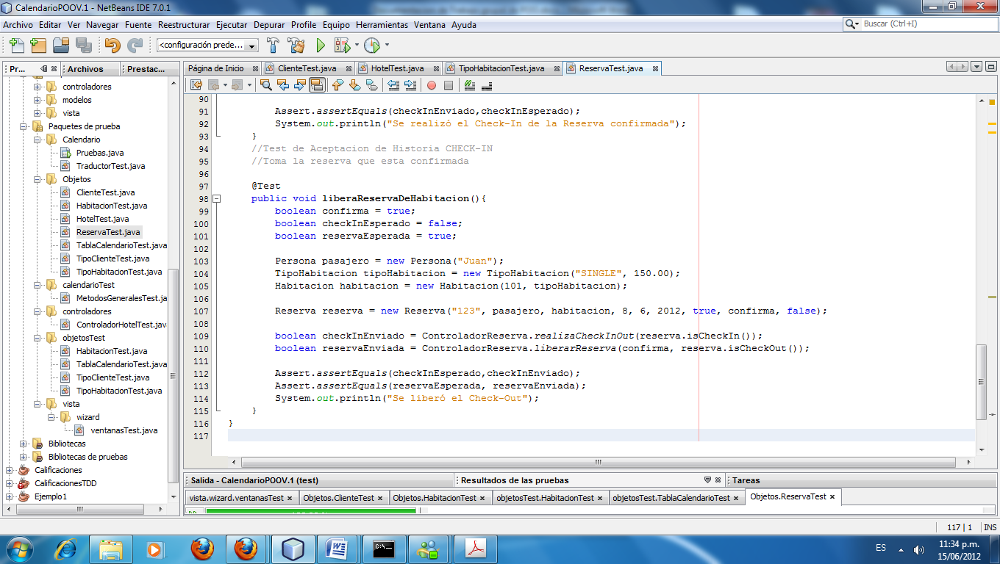 CalendarioPOOV.1 - NetBeans IDE 7.0.1
Archivo Editar Ver Navegar Fuente Reestructurar Ejecutar Depurar Profile Equipo Herramientas Ventana Ayuda
Buscar (Ctrl+I)
<configuración prede...
Pr... Archivos Prestac...
controladores
modelos
vista
Paquetes de prueba
Calendario
Pruebas.java
TraductorTest.java
Objetos
ClienteTest.java
HabitacionTest.java
HotelTest.java
ReservaTest.java
TablaCalendarioTest.java
TipoClienteTest.java
TipoHabitacionTest.java
calendarioTest
MetodosGeneralesTest.ja
controladores
ControladorHotelTest.java
objetosTest
HabitacionTest.java
TablaCalendarioTest.java
TipoClienteTest.java
TipoHabitacionTest.java
vista
wizard
ventanasTest.java
Bibliotecas
Bibliotecas de pruebas
Calificaciones
CalificacionesTDD
Ejemplo1
Página de Inicio ClienteTest.java HotelTest.java TipoHabitacionTest.java ReservaTest.java
90
91 Assert.assertEquals(checkInEnviado,checkInEsperado);
92 System.out.println("Se realizó el Check-In de la Reserva confirmada");
93 }
94 //Test de Aceptacion de Historia CHECK-IN
95 //Toma la reserva que esta confirmada
96
97 @Test
98 public void liberaReservaDeHabitacion(){
99 boolean confirma = true;
100 boolean checkInEsperado = false;
101 boolean reservaEsperada = true;
102
103 Persona pasajero = new Persona("Juan");
104 TipoHabitacion tipoHabitacion = new TipoHabitacion("SINGLE", 150.00);
105 Habitacion habitacion = new Habitacion(101, tipoHabitacion);
106
107 Reserva reserva = new Reserva("123", pasajero, habitacion, 8, 6, 2012, true, confirma, false);
108
109 boolean checkInEnviado = ControladorReserva.realizaCheckInOut(reserva.isCheckIn());
110 boolean reservaEnviada = ControladorReserva.liberarReserva(confirma, reserva.isCheckOut());
111
112 Assert.assertEquals(checkInEsperado,checkInEnviado);
113 Assert.assertEquals(reservaEsperada, reservaEnviada);
114 System.out.println("Se liberó el Check-Out");
115 }
116 }
117
Salida - CalendarioPOOV.1 (test) Resultados de las pruebas Tareas
vista.wizard.ventanasTest Objetos.ClienteTest Objetos.HabitacionTest objetosTest.HabitacionTest objetosTest.TablaCalendarioTest Objetos.ReservaTest
117 | 1 INS
ES
11:34 p.m.
15/06/2012